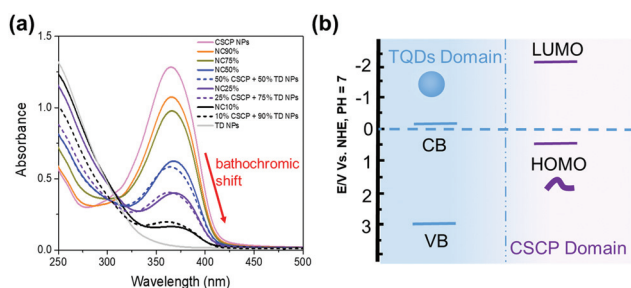 (a)
1.5
1.0
0.5
0.0
Absorbance
250
300
350
400
450
500
Wavelength (nm)
CSCP NPs
NC90%
NC75%
NC50%
50% CSCP + 50% TD NPs
NC25%
25% CSCP + 75% TD NPs
NC10%
10% CSCP + 90% TD NPs
TD NPs
bathochromic
shift
(b)
E/V Vs. NHE, PH = 7
-2
-1
0
1
2
3
TQDs Domain
CB
VB
LUMO
HOMO
CSCP Domain